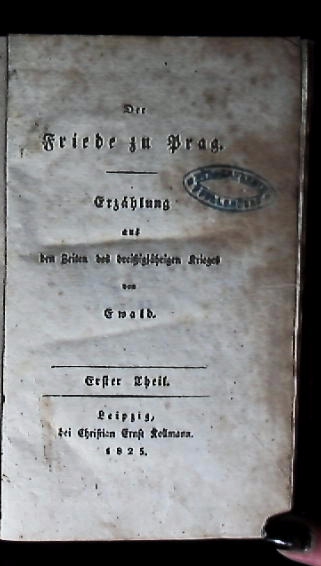 Der
Friede zu Prag.
Erzählung
aus
den Zeiten des dreißigjährigen Krieges
von
Ewald.
Erster Theil.
Leipzig,
bei Christian Ernst Kollmann.
1825.